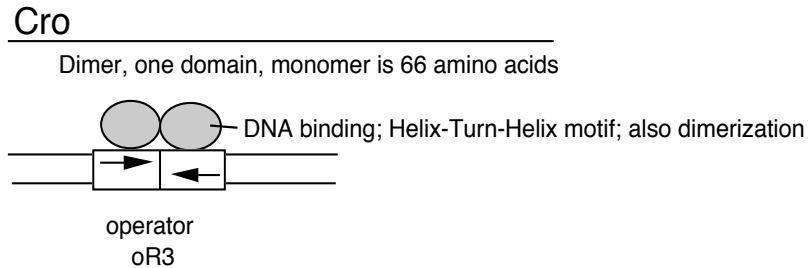 Cro
Dimer, one domain, monomer is 66 amino acids
DNA binding; Helix-Turn-Helix motif; also dimerization
operator
oR3